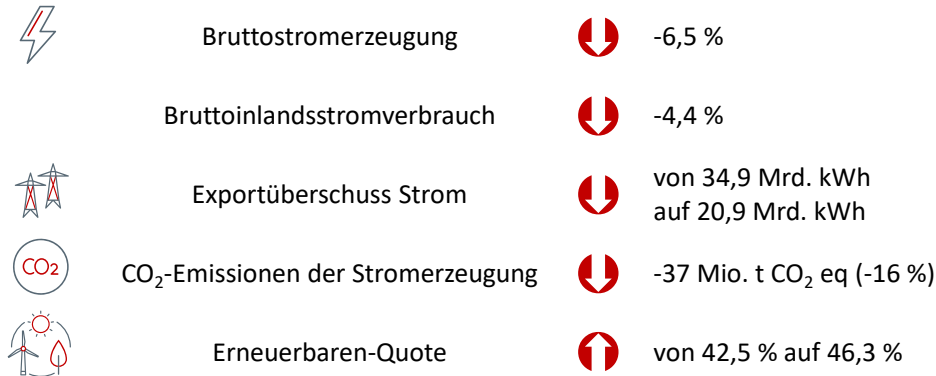 Bruttostromerzeugung -6,5 %
Bruttoinlandsstromverbrauch -4,4 %
Exportüberschuss Strom von 34,9 Mrd. kWh
auf 20,9 Mrd. kWh
CO2 CO₂-Emissionen der Stromerzeugung -37 Mio. t CO₂ eq (-16 %)
Erneuerbaren-Quote von 42,5 % auf 46,3 %